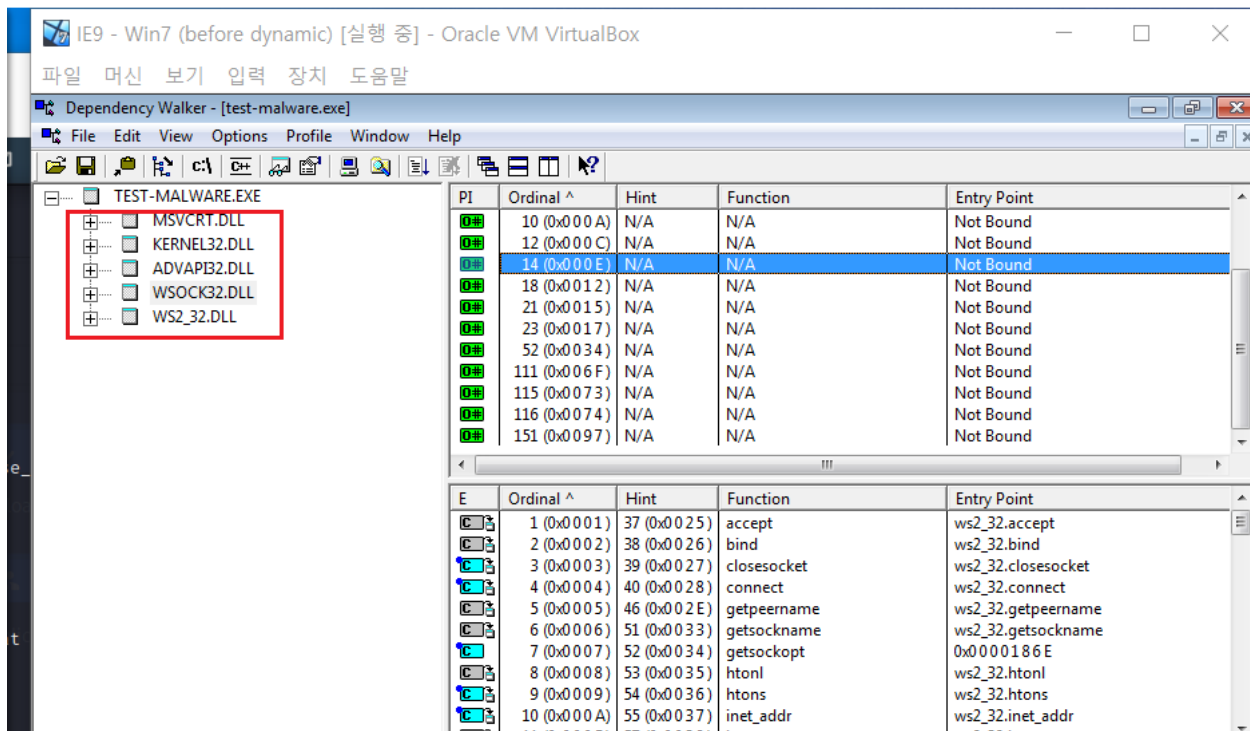 IE9 - Win7 (before dynamic) [실행 중] - Oracle VM VirtualBox
파일 머신 보기 입력 장치 도움말
Dependency Walker - [test-malware.exe]
File Edit View Options Profile Window Help
c:\ C++
TEST-MALWARE.EXE
MSVCRT.DLL
KERNEL32.DLL
ADVAPI32.DLL
WSOCK32.DLL
WS2_32.DLL
PI Ordinal ^ Hint Function Entry Point
O# 10 (0x000A) N/A N/A Not Bound
O# 12 (0x000C) N/A N/A Not Bound
O# 14 (0x000E) N/A N/A Not Bound
O# 18 (0x0012) N/A N/A Not Bound
O# 21 (0x0015) N/A N/A Not Bound
O# 23 (0x0017) N/A N/A Not Bound
O# 52 (0x0034) N/A N/A Not Bound
O# 111 (0x006F) N/A N/A Not Bound
O# 115 (0x0073) N/A N/A Not Bound
O# 116 (0x0074) N/A N/A Not Bound
O# 151 (0x0097) N/A N/A Not Bound
E Ordinal ^ Hint Function Entry Point
C 1 (0x0001) 37 (0x0025) accept ws2_32.accept
C 2 (0x0002) 38 (0x0026) bind ws2_32.bind
C 3 (0x0003) 39 (0x0027) closesocket ws2_32.closesocket
C 4 (0x0004) 40 (0x0028) connect ws2_32.connect
C 5 (0x0005) 46 (0x002E) getpeername ws2_32.getpeername
C 6 (0x0006) 51 (0x0033) getsockname ws2_32.getsockname
C 7 (0x0007) 52 (0x0034) getsockopt 0x0000186E
C 8 (0x0008) 53 (0x0035) htonl ws2_32.htonl
C 9 (0x0009) 54 (0x0036) htons ws2_32.htons
C 10 (0x000A) 55 (0x0037) inet_addr ws2_32.inet_addr